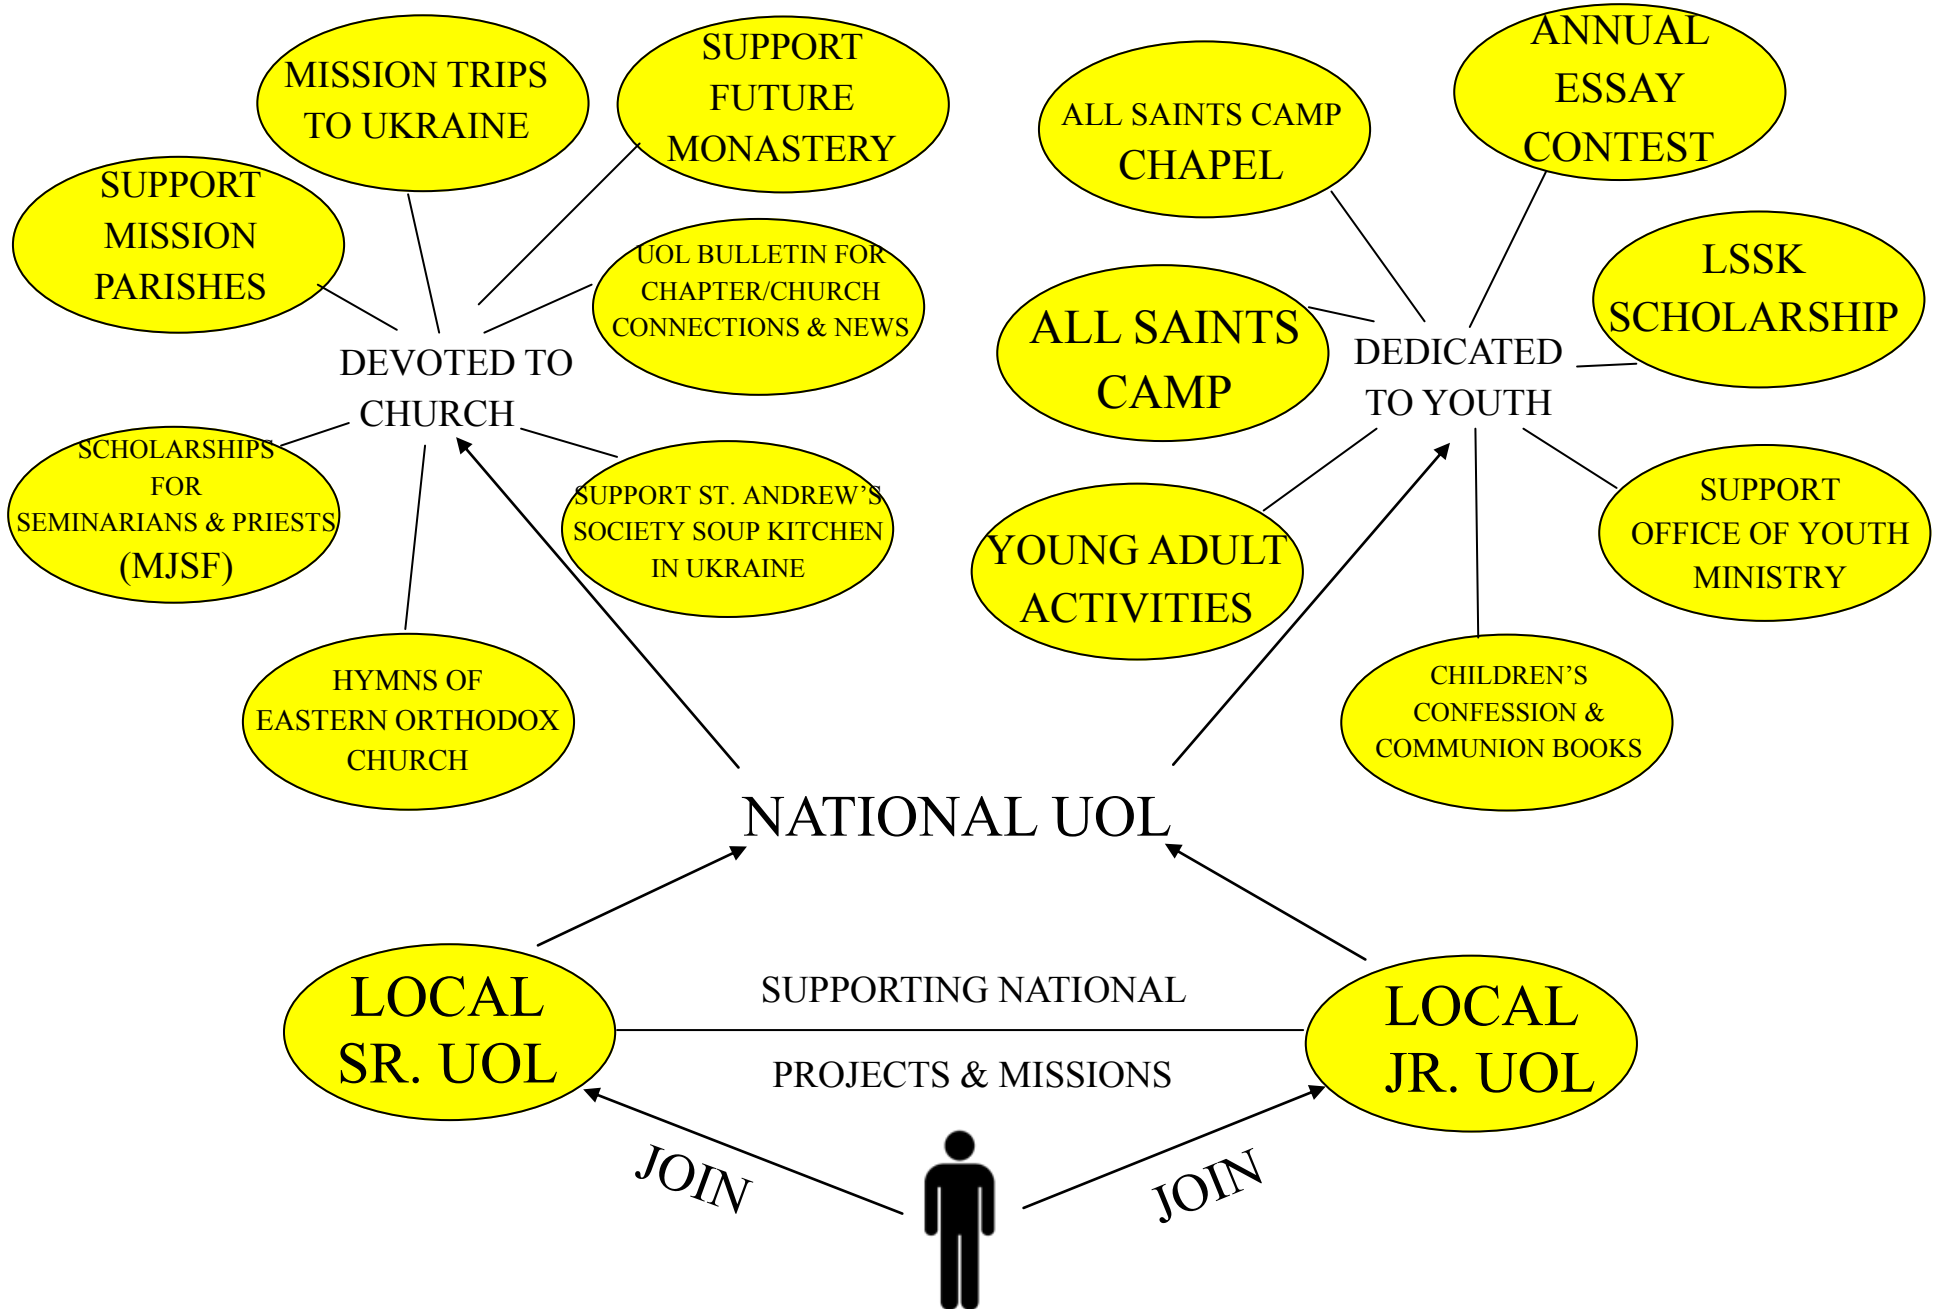 MISSION TRIPS
TO UKRAINE
SUPPORT
FUTURE
MONASTERY
SUPPORT
MISSION
PARISHES
UOL BULLETIN FOR
CHAPTER/CHURCH
CONNECTIONS & NEWS
DEVOTED TO
CHURCH
SCHOLARSHIPS
FOR
SEMINARIANS & PRIESTS
(MJSF)
SUPPORT ST. ANDREW’S
SOCIETY SOUP KITCHEN
IN UKRAINE
HYMNS OF
EASTERN ORTHODOX
CHURCH
ALL SAINTS CAMP
CHAPEL
ANNUAL
ESSAY
CONTEST
LSSK
SCHOLARSHIP
ALL SAINTS
CAMP
DEDICATED
TO YOUTH
YOUNG ADULT
ACTIVITIES
SUPPORT
OFFICE OF YOUTH
MINISTRY
CHILDREN’S
CONFESSION &
COMMUNION BOOKS
NATIONAL UOL
LOCAL
SR. UOL
SUPPORTING NATIONAL
PROJECTS & MISSIONS
LOCAL
JR. UOL
JOIN
JOIN